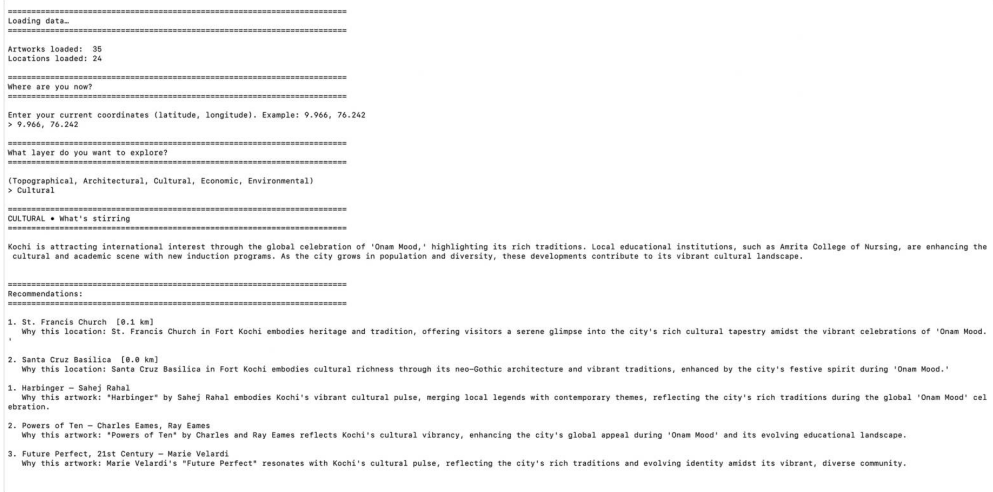 ========================================================================
Loading data…
========================================================================
Artworks loaded:  35
Locations loaded: 24
========================================================================
Where are you now?
========================================================================
Enter your current coordinates (latitude, longitude). Example: 9.966, 76.242
> 9.966, 76.242
========================================================================
What layer do you want to explore?
========================================================================
(Topographical, Architectural, Cultural, Economic, Environmental)
> Cultural
========================================================================
CULTURAL • What's stirring
========================================================================
Kochi is attracting international interest through the global celebration of 'Onam Mood,' highlighting its rich traditions. Local educational institutions, such as Amrita College of Nursing, are enhancing the
cultural and academic scene with new induction programs. As the city grows in population and diversity, these developments contribute to its vibrant cultural landscape.
========================================================================
Recommendations:
========================================================================
1. St. Francis Church  [0.1 km]
Why this location: St. Francis Church in Fort Kochi embodies heritage and tradition, offering visitors a serene glimpse into the city's rich cultural tapestry amidst the vibrant celebrations of 'Onam Mood.
'
2. Santa Cruz Basilica  [0.0 km]
Why this location: Santa Cruz Basilica in Fort Kochi embodies cultural richness through its neo-Gothic architecture and vibrant traditions, enhanced by the city's festive spirit during 'Onam Mood.'
1. Harbinger — Sahej Rahal
Why this artwork: "Harbinger" by Sahej Rahal embodies Kochi's vibrant cultural pulse, merging local legends with contemporary themes, reflecting the city's rich traditions during the global 'Onam Mood' cel
ebration.
2. Powers of Ten — Charles Eames, Ray Eames
Why this artwork: "Powers of Ten" by Charles and Ray Eames reflects Kochi's cultural vibrancy, enhancing the city's global appeal during 'Onam Mood' and its evolving educational landscape.
3. Future Perfect, 21st Century — Marie Velardi
Why this artwork: Marie Velardi's "Future Perfect" resonates with Kochi's cultural pulse, reflecting the city's rich traditions and evolving identity amidst its vibrant, diverse community.